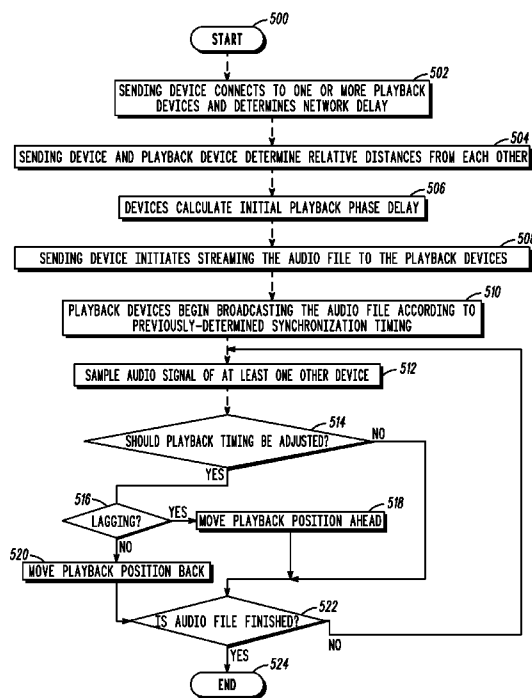 500
START
502
SENDING DEVICE CONNECTS TO ONE OR MORE PLAYBACK
DEVICES AND DETERMINES NETWORK DELAY
504
SENDING DEVICE AND PLAYBACK DEVICE DETERMINE RELATIVE DISTANCES FROM EACH OTHER
506
DEVICES CALCULATE INITIAL PLAYBACK PHASE DELAY
508
SENDING DEVICE INITIATES STREAMING THE AUDIO FILE TO THE PLAYBACK DEVICES
510
PLAYBACK DEVICES BEGIN BROADCASTING THE AUDIO FILE ACCORDING TO
PREVIOUSLY-DETERMINED SYNCHRONIZATION TIMING
SAMPLE AUDIO SIGNAL OF AT LEAST ONE OTHER DEVICE
512
514
SHOULD PLAYBACK TIMING BE ADJUSTED?
NO
YES
516
LAGGING?
YES
518
MOVE PLAYBACK POSITION AHEAD
NO
520
MOVE PLAYBACK POSITION BACK
522
IS AUDIO FILE FINISHED?
NO
YES
END
524